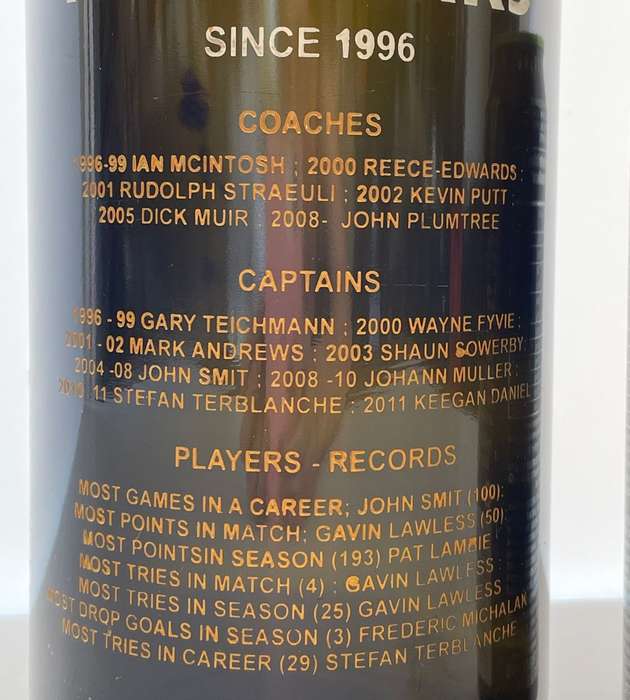 SINCE 1996
COACHES
1996-99 IAN MCINTOSH ; 2000 REECE-EDWARDS:
2001 RUDOLPH STRAEULI ; 2002 KEVIN PUTT :
2005 DICK MUIR : 2008- JOHN PLUMTREE
CAPTAINS
1996 - 99 GARY TEICHMANN ; 2000 WAYNE FYVIE ;
2001 - 02 MARK ANDREWS : 2003 SHAUN SOWERBY
2004 -08 JOHN SMIT ; 2008 -10 JOHANN MULLER ;
2010 11 STEFAN TERBLANCHE : 2011 KEEGAN DANIEL
PLAYERS - RECORDS
MOST GAMES IN A CAREER; JOHN SMIT (100):
MOST POINTS IN MATCH; GAVIN LAWLESS (50)
MOST POINTSIN SEASON (193) PAT LAMBIE
MOST TRIES IN MATCH (4) : GAVIN LAWLESS :
MOST TRIES IN SEASON (25) GAVIN LAWLESS
MOST DROP GOALS IN SEASON (3) FREDERIC MICHALAK
MOST TRIES IN CAREER (29) STEFAN TERBLANCHE